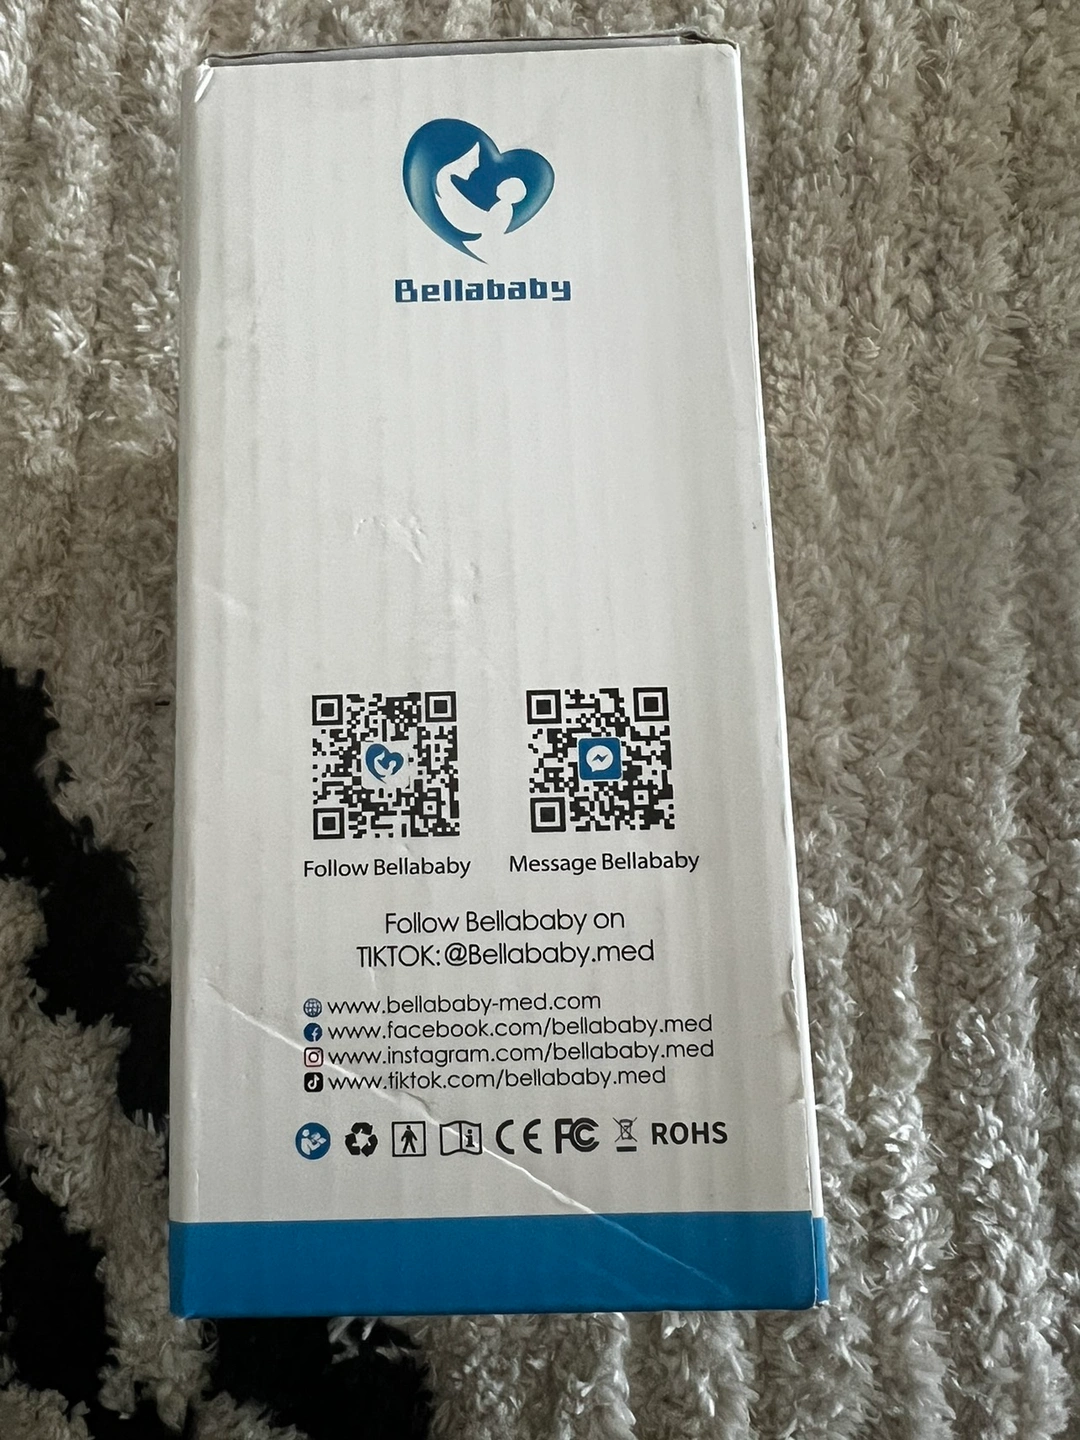 Bellababy
Follow Bellababy
Message Bellababy
Follow Bellababy on
TIKTOK:@Bellababy.med
www.bellababy-med.com
www.facebook.com/bellababy.med
www.instagram.com/bellababy.med
www.tiktok.com/bellababy.med
CE FC ROHS